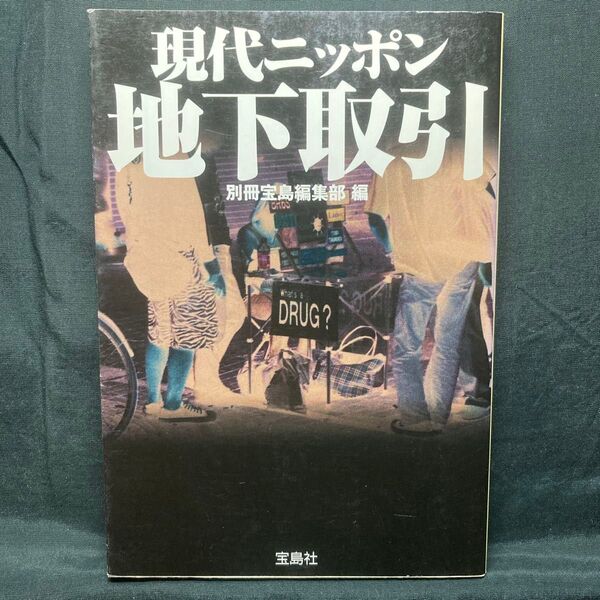 現代ニッポン
地下取引
別冊宝島編集部 編
What's a
DRUG?
宝島社